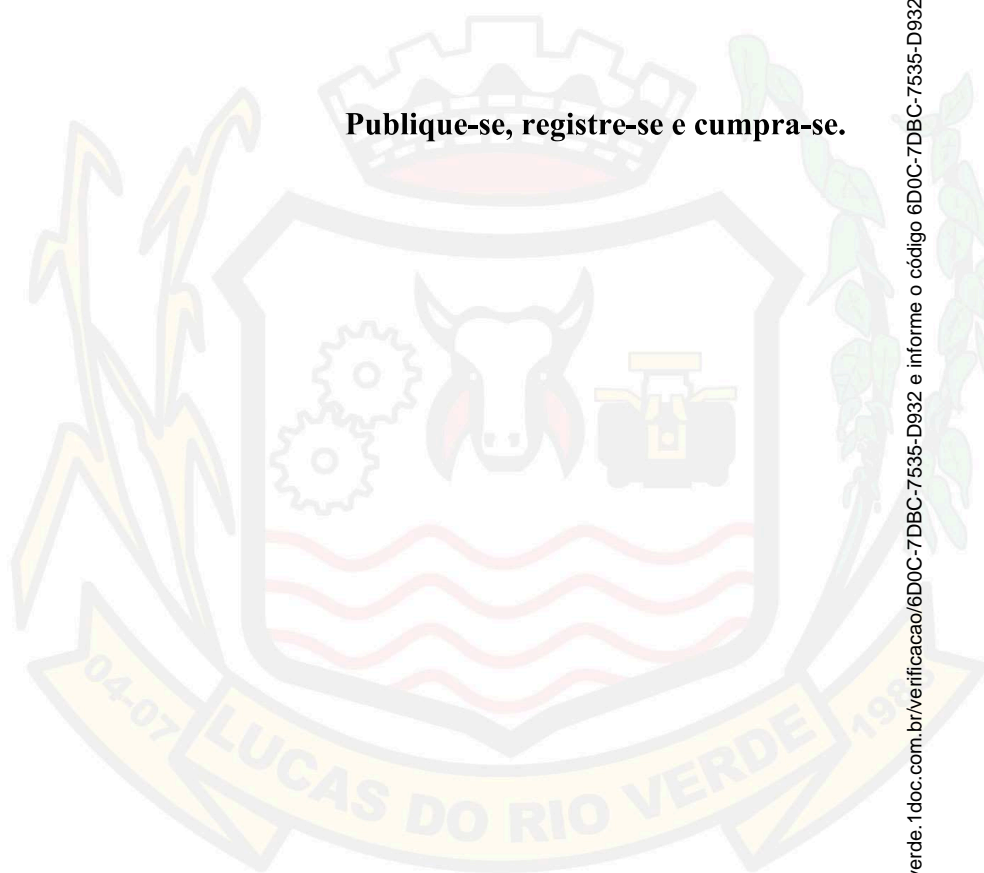 Publique-se, registre-se e cumpra-se.
04-07
LUCAS DO RIO VERDE
1988
verde.1doc.com.br/verificacao/6D0C-7DBC-7535-D932 e informe o código 6D0C-7DBC-7535-D932